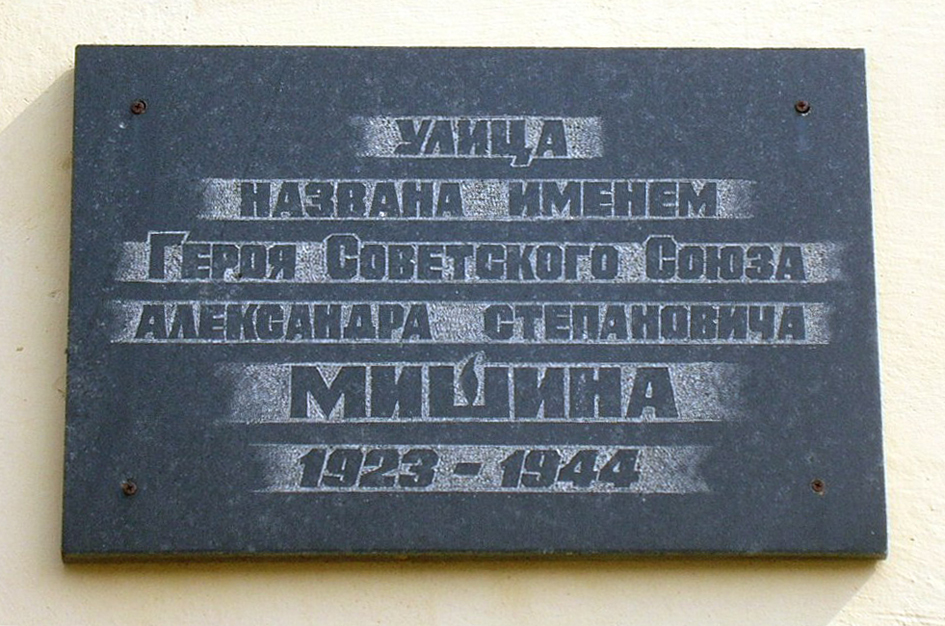 УЛИЦА
НАЗВАНА ИМЕНЕМ
ГЕРОЯ СОВЕТСКОГО СОЮЗА
АЛЕКСАНДРА СТЕПАНОВИЧА
МИШИНА
1923 - 1944